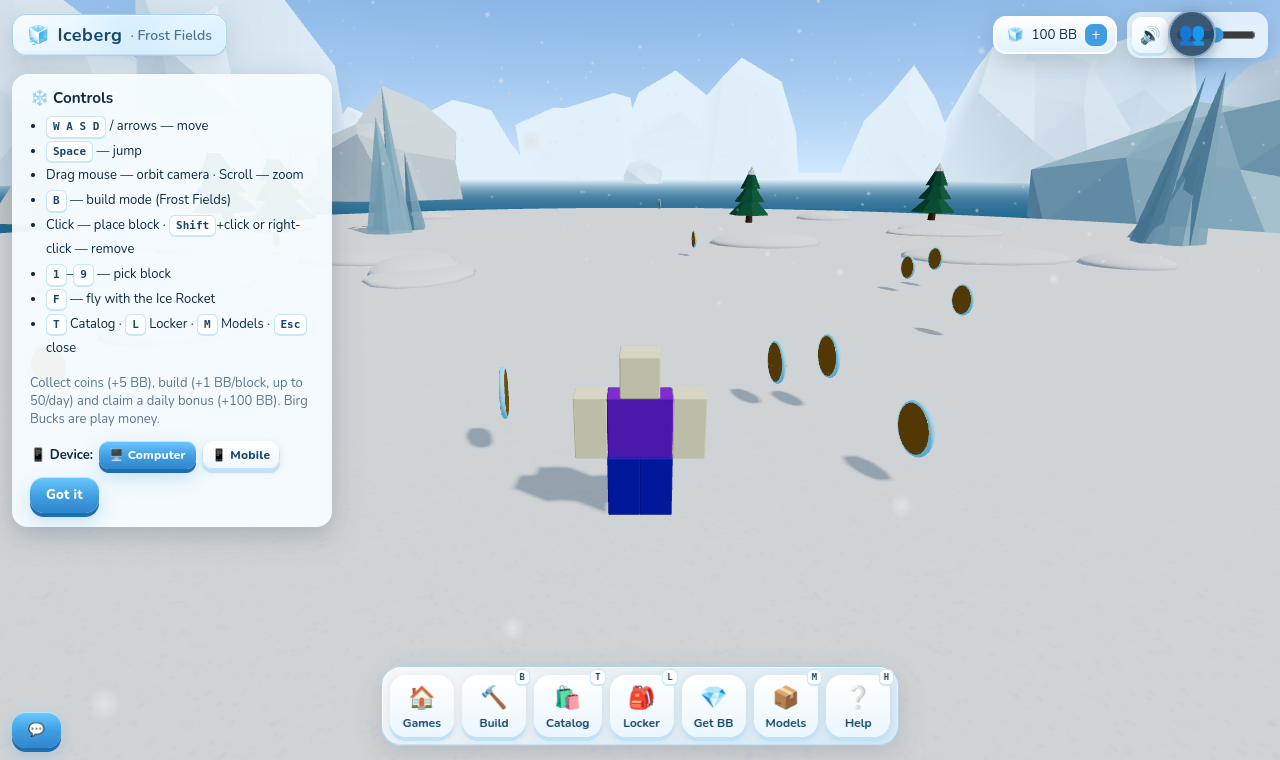 Iceberg · Frost Fields
100 BB +
Controls
W A S D / arrows — move
Space — jump
Drag mouse — orbit camera · Scroll — zoom
B — build mode (Frost Fields)
Click — place block · Shift+click or right-
click — remove
1–9 — pick block
F — fly with the Ice Rocket
T Catalog · L Locker · M Models · Esc
close
Collect coins (+5 BB), build (+1 BB/block, up to
50/day) and claim a daily bonus (+100 BB). Birg
Bucks are play money.
Device: Computer Mobile
Got it
B T L M H
Games Build Catalog Locker Get BB Models Help